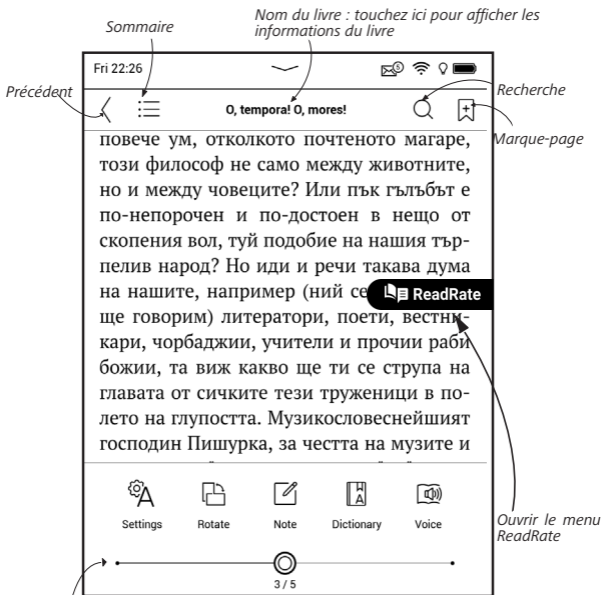 Nom du livre : touchez ici pour afficher les
informations du livre
Sommaire
Fri 22:26
5
Précédent
O, tempora! O, mores!
Recherche
Marque-page
повече ум, отколкото почтеното магаре,
този философ не само между животните,
но и между човеците? Или пък гълъбът е
по-непорочен и по-достоен в нещо от
скопения вол, туй подобие на нашия тър-
пелив народ? Но иди и речи такава дума
на нашите, например (ний се
ReadRate
ще говорим) литератори, поети, вестни-
кари, чорбаджии, учители и прочии раби
божии, та виж какво ще ти се струпа на
главата от сичките тези труженици в по-
лето на глупостта. Музикословеснейшият
господин Пишурка, за честта на музите и
Settings Rotate Note Dictionary Voice
Ouvrir le menu
ReadRate
3 / 5